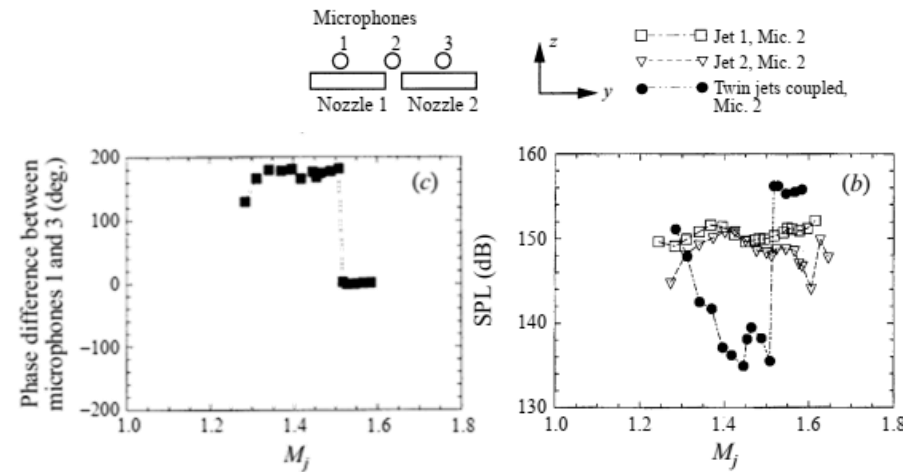 Microphones
1 2 3
Nozzle 1 Nozzle 2
z
y
Jet 1, Mic. 2
Jet 2, Mic. 2
Twin jets coupled,
Mic. 2
Phase difference between
microphones 1 and 3 (deg.)
200
100
0
−100
−200
(c)
1.0 1.2 1.4 1.6 1.8
M_j
SPL (dB)
160
150
140
130
(b)
1.0 1.2 1.4 1.6 1.8
M_j